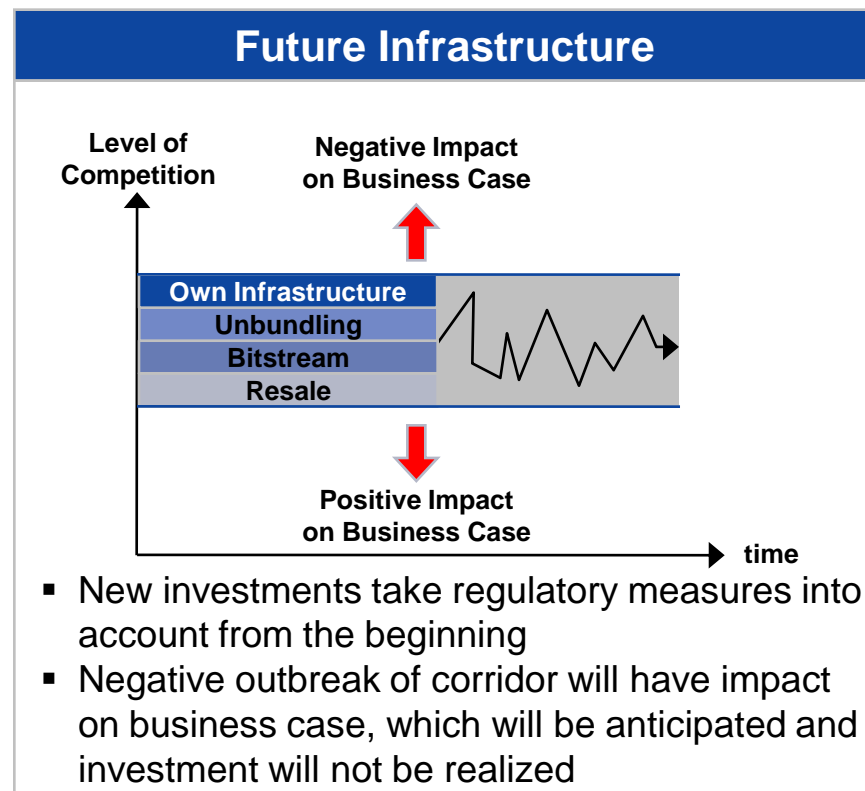 Future Infrastructure
Level of
Competition
Negative Impact
on Business Case
Own Infrastructure
Unbundling
Bitstream
Resale
Positive Impact
on Business Case
time
▪ New investments take regulatory measures into
account from the beginning
▪ Negative outbreak of corridor will have impact
on business case, which will be anticipated and
investment will not be realized